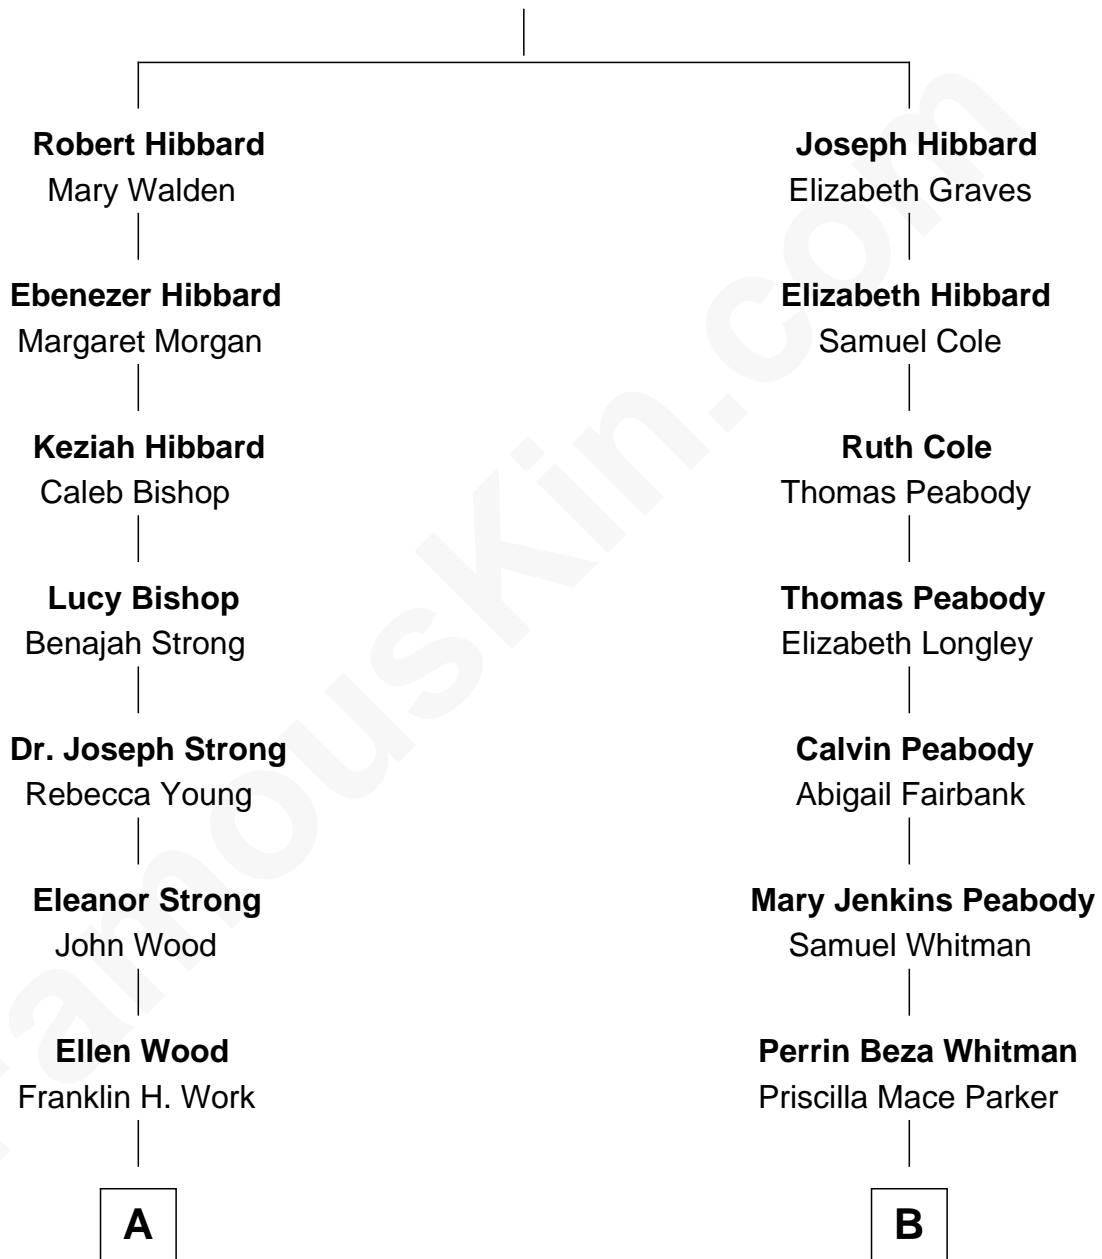 Robert Hibbard
Mary Walden
Ebenezer Hibbard
Margaret Morgan
Keziah Hibbard
Caleb Bishop
Lucy Bishop
Benajah Strong
Dr. Joseph Strong
Rebecca Young
Eleanor Strong
John Wood
Ellen Wood
Franklin H. Work
A
Joseph Hibbard
Elizabeth Graves
Elizabeth Hibbard
Samuel Cole
Ruth Cole
Thomas Peabody
Thomas Peabody
Elizabeth Longley
Calvin Peabody
Abigail Fairbank
Mary Jenkins Peabody
Samuel Whitman
Perrin Beza Whitman
Priscilla Mace Parker
B
FamousKin.com